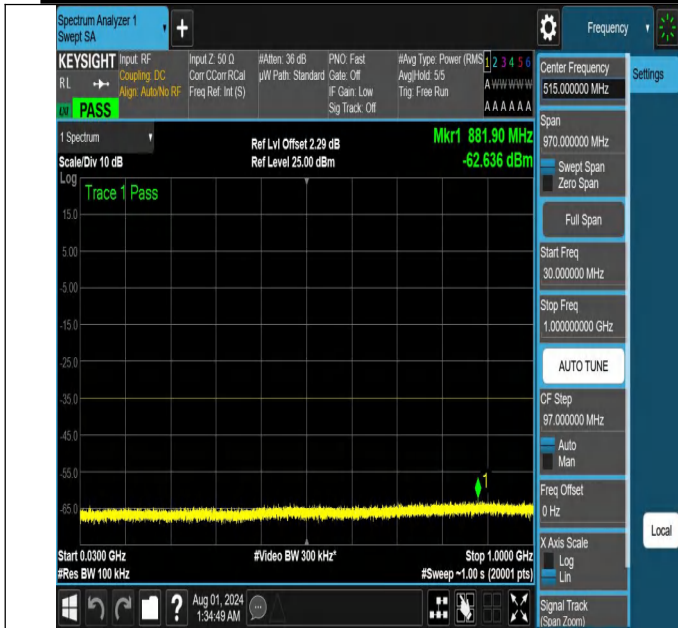 Spectrum Analyzer 1
Swept SA
+
Frequency
KEYSIGHT
RL
LXI PASS
Input: RF
Coupling: DC
Align: Auto/No RF
Input Z: 50 Ω
Corr CCorr RCal
Freq Ref: Int (S)
#Atten: 36 dB
µW Path: Standard
PNO: Fast
Gate: Off
IF Gain: Low
Sig Track: Off
#Avg Type: Power (RMS
Avg|Hold: 5/5
Trig: Free Run
1 2 3 4 5 6
A W W W W W
A A A A A A
1 Spectrum
Scale/Div 10 dB
Ref Lvl Offset 2.29 dB
Ref Level 25.00 dBm
Mkr1 881.90 MHz
-62.636 dBm
Log
Trace 1 Pass
15.0
5.00
-5.00
-15.0
-25.0
-35.0
-45.0
-55.0
-65.0
1
Start 0.0300 GHz
#Res BW 100 kHz
#Video BW 300 kHz*
Stop 1.0000 GHz
#Sweep ~1.00 s (20001 pts)
Center Frequency
515.000000 MHz
Settings
Span
970.000000 MHz
Swept Span
Zero Span
Full Span
Start Freq
30.000000 MHz
Stop Freq
1.000000000 GHz
AUTO TUNE
CF Step
97.000000 MHz
Auto
Man
Freq Offset
0 Hz
X Axis Scale
Log
Lin
Local
Signal Track
(Span Zoom)
?
Aug 01, 2024
1:34:49 AM